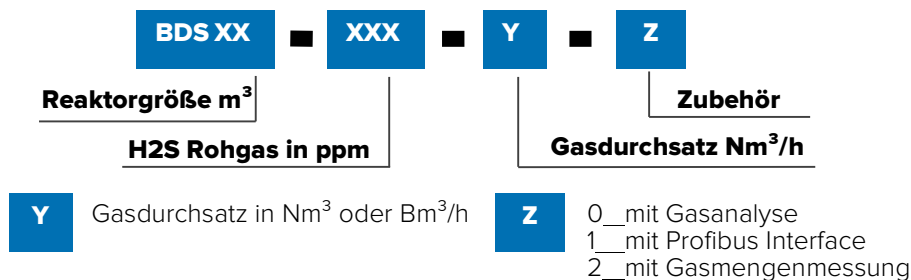 BDS XX - XXX - Y - Z
Reaktorgröße m³ Zubehör
H2S Rohgas in ppm Gasdurchsatz Nm³/h
Y Gasdurchsatz in Nm³ oder Bm³/h
Z 0__mit Gasanalyse
1__mit Profibus Interface
2__mit Gasmengenmessung